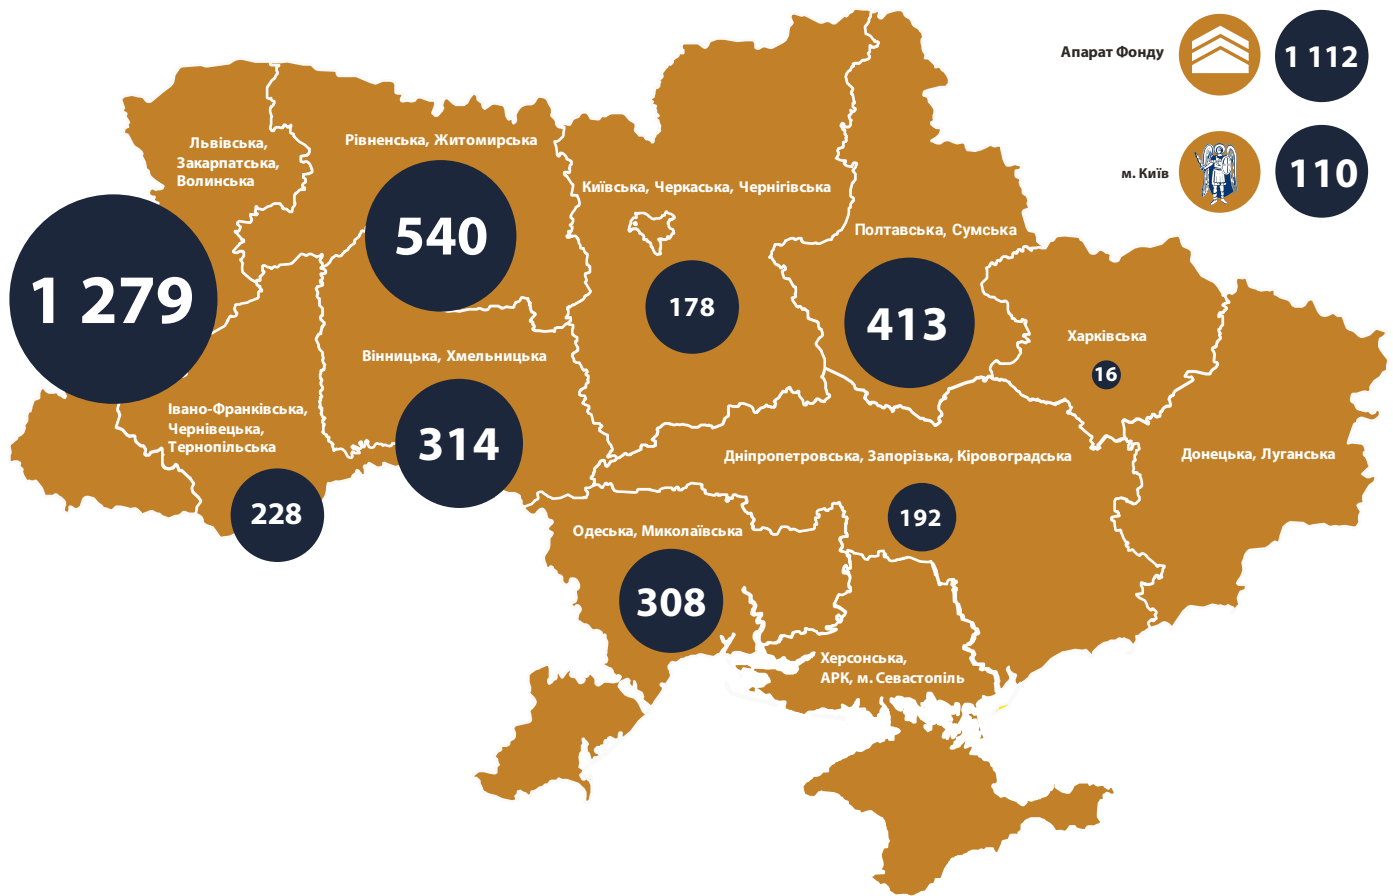 Апарат Фонду
1 112
м. Київ
110
Львівська,
Закарпатська,
Волинська
1 279
Рівненська, Житомирська
540
Київська, Черкаська, Чернігівська
178
Полтавська, Сумська
413
Харківська
16
Вінницька, Хмельницька
314
Івано-Франківська,
Чернівецька,
Тернопільська
228
Дніпропетровська, Запорізька, Кіровоградська
192
Донецька, Луганська
Одеська, Миколаївська
308
Херсонська,
АРК, м. Севастопіль